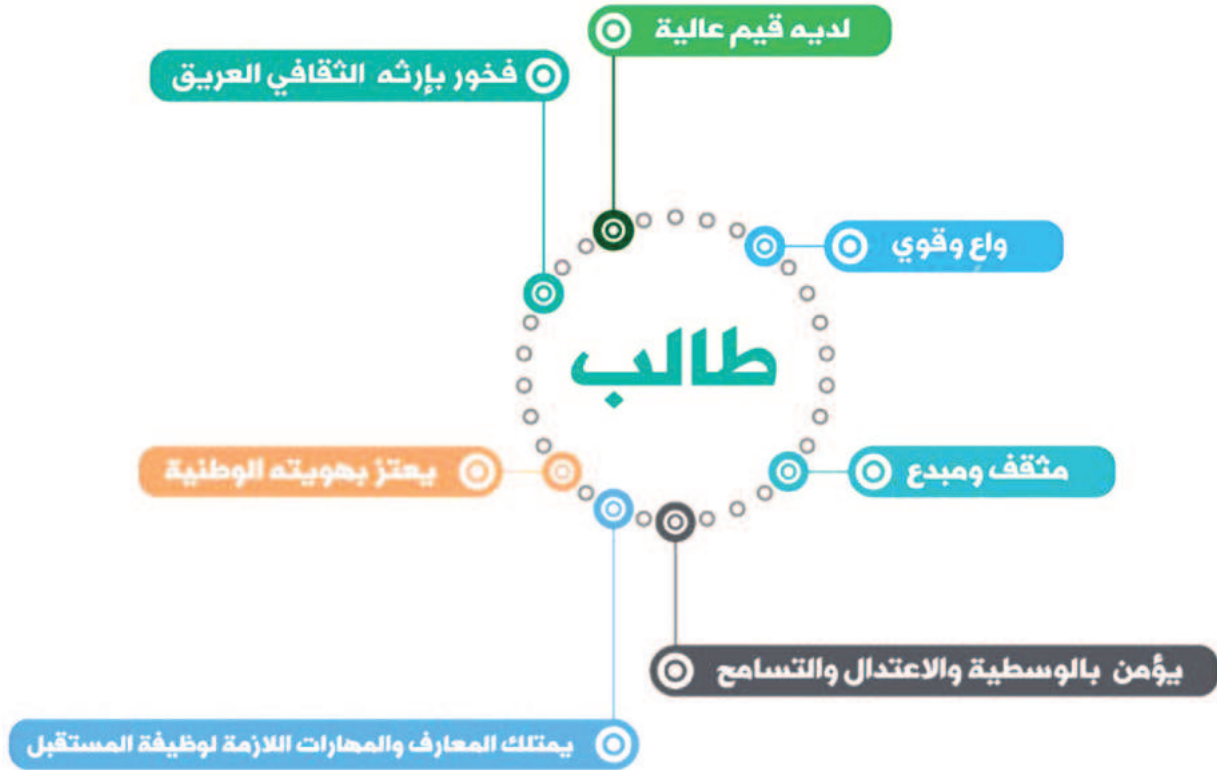 لديه قيم عالية
فخور بإرثه الثقافي العريق
واع وقوي
طالب
يعتز بهويته الوطنية
مثقف ومبدع
يؤمن بالوسطية والاعتدال والتسامح
يمتلك المعارف والمهارات اللازمة لوظيفة المستقبل